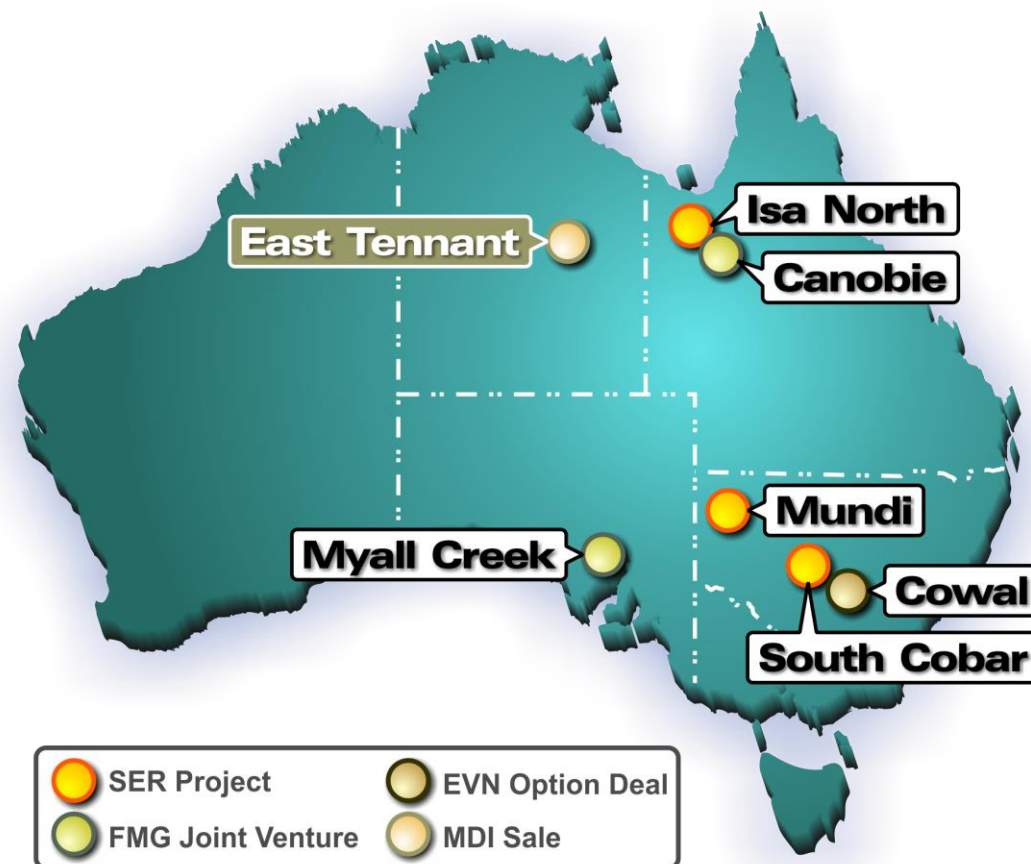 Isa North
East Tennant
Canobie
Mundi
Myall Creek
Cowal
South Cobar
SER Project
EVN Option Deal
FMG Joint Venture
MDI Sale